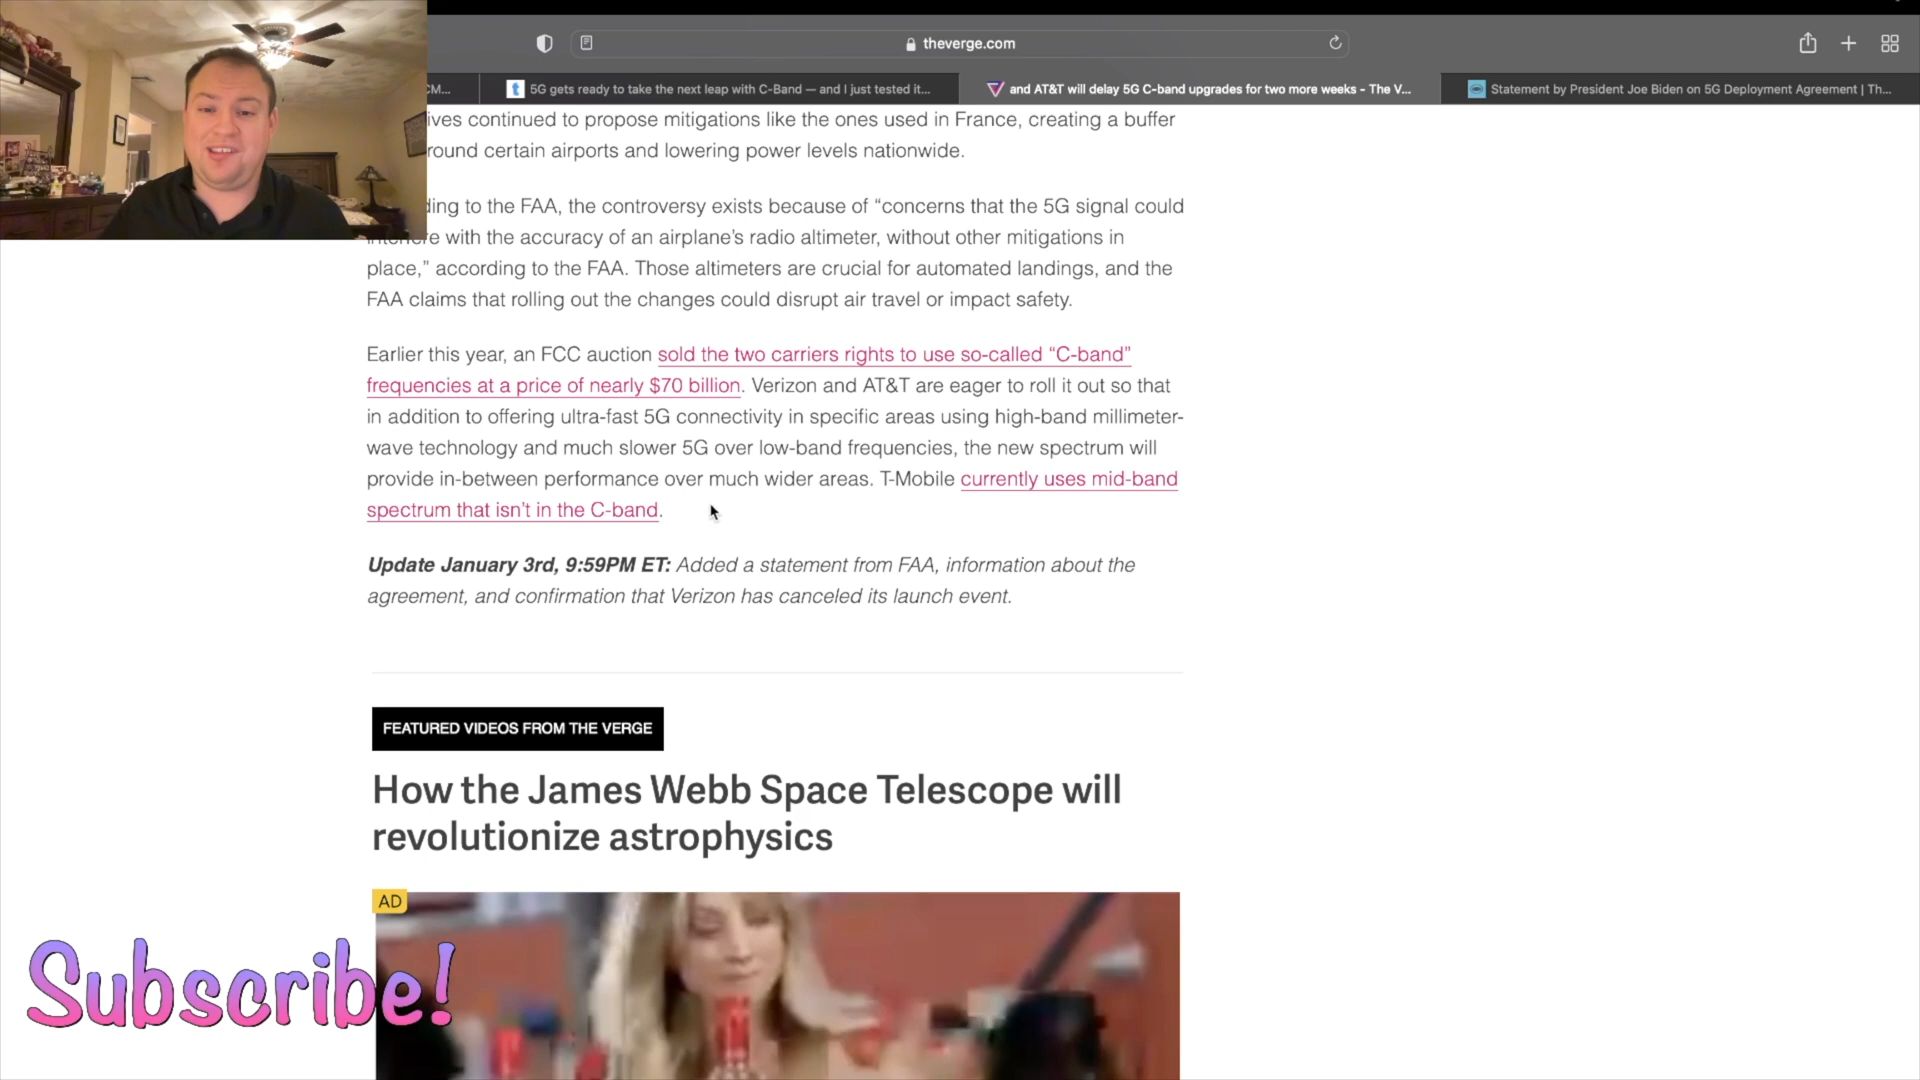 theverge.com
CM...
5G gets ready to take the next leap with C-Band — and I just tested it...
and AT&T will delay 5G C-band upgrades for two more weeks - The V...
Statement by President Joe Biden on 5G Deployment Agreement | Th...
ives continued to propose mitigations like the ones used in France, creating a buffer
round certain airports and lowering power levels nationwide.
ding to the FAA, the controversy exists because of “concerns that the 5G signal could
interfere with the accuracy of an airplane’s radio altimeter, without other mitigations in
place,” according to the FAA. Those altimeters are crucial for automated landings, and the
FAA claims that rolling out the changes could disrupt air travel or impact safety.
Earlier this year, an FCC auction sold the two carriers rights to use so-called “C-band”
frequencies at a price of nearly $70 billion. Verizon and AT&T are eager to roll it out so that
in addition to offering ultra-fast 5G connectivity in specific areas using high-band millimeter-
wave technology and much slower 5G over low-band frequencies, the new spectrum will
provide in-between performance over much wider areas. T-Mobile currently uses mid-band
spectrum that isn’t in the C-band.
Update January 3rd, 9:59PM ET: Added a statement from FAA, information about the
agreement, and confirmation that Verizon has canceled its launch event.
FEATURED VIDEOS FROM THE VERGE
How the James Webb Space Telescope will
revolutionize astrophysics
AD
Subscribe!